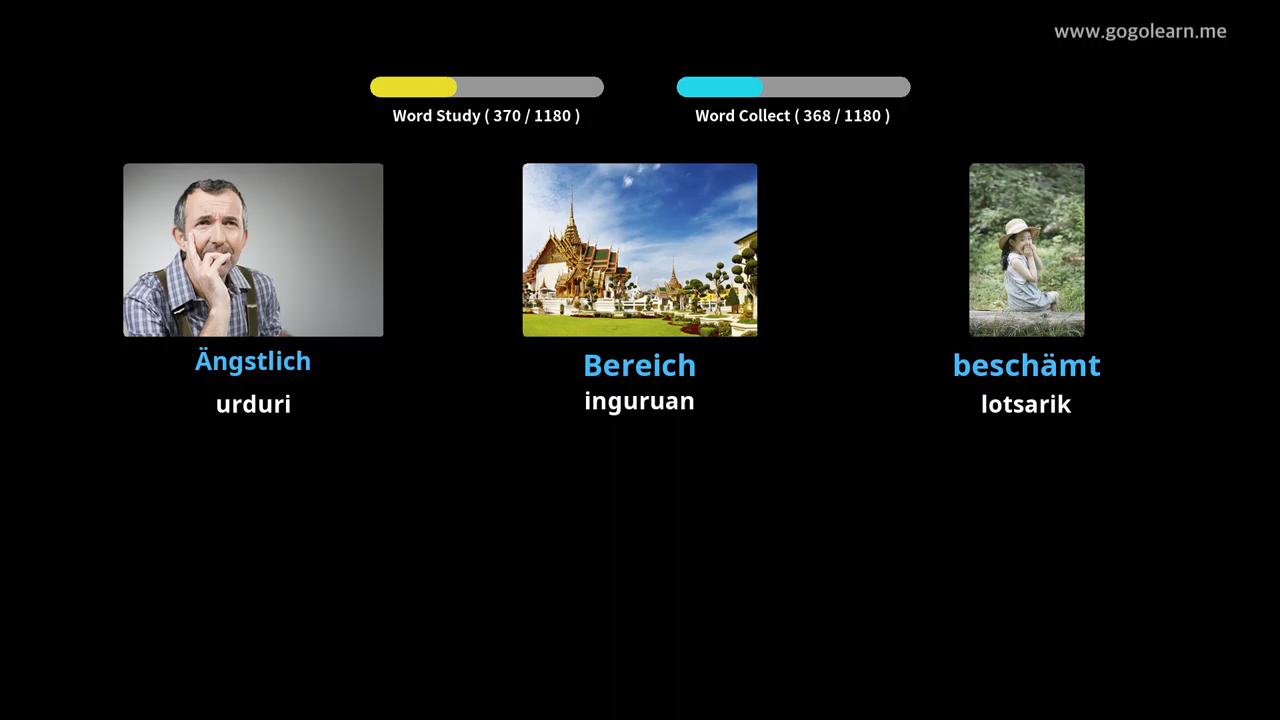 www.gogolearn.me
Word Study ( 370 / 1180 )
Word Collect ( 368 / 1180 )
Ängstlich
urduri
Bereich
inguruan
beschämt
lotsarik